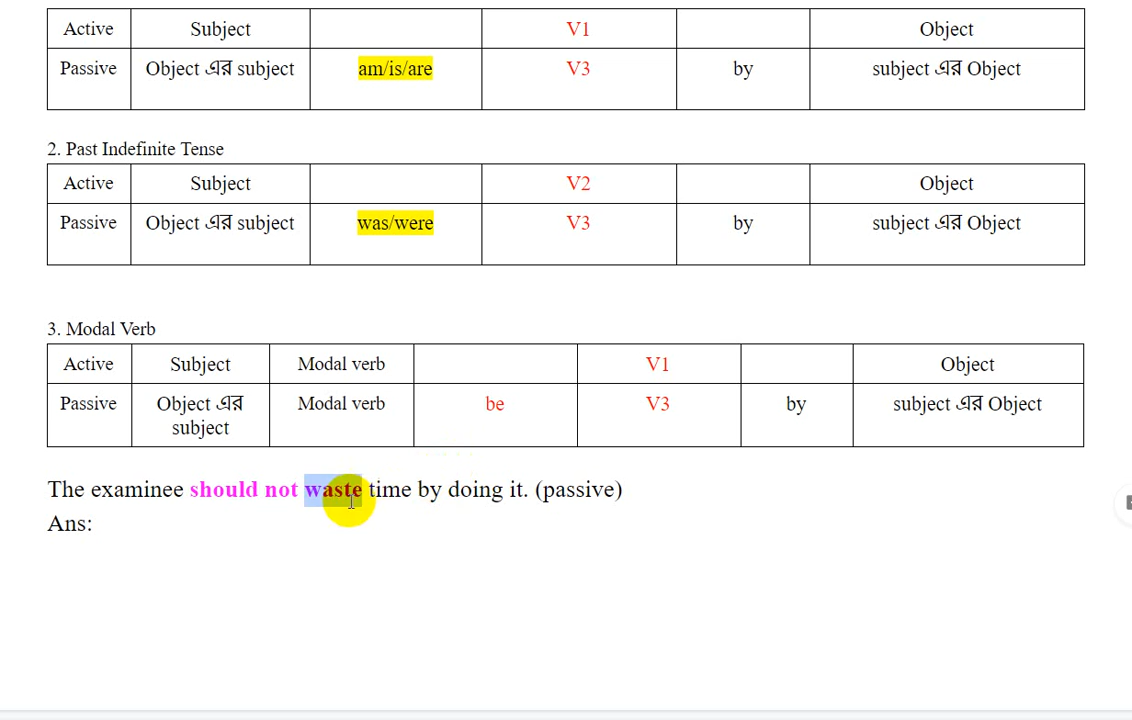 Active Subject V1 Object
Passive Object এর subject am/is/are V3 by subject এর Object
2. Past Indefinite Tense
Active Subject V2 Object
Passive Object এর subject was/were V3 by subject এর Object
3. Modal Verb
Active Subject Modal verb V1 Object
Passive Object এর subject Modal verb be V3 by subject এর Object
The examinee should not waste time by doing it. (passive)
Ans: